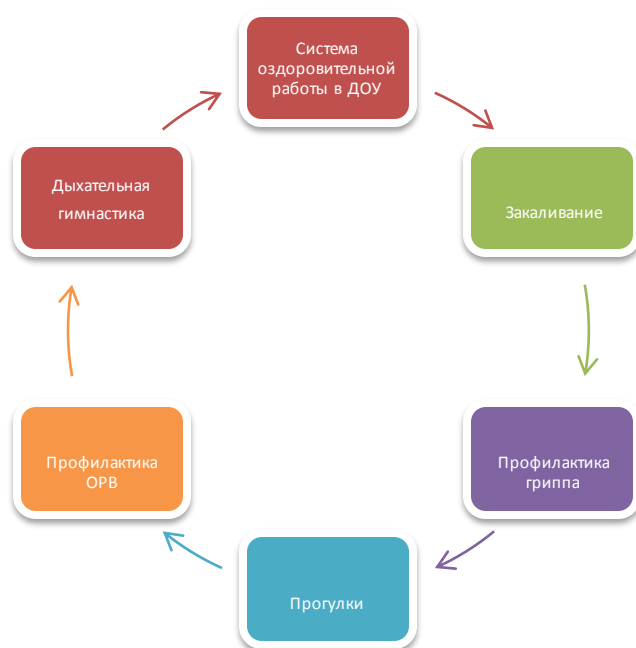 Система
оздоровительной
работы в ДОУ
Закаливание
Профилактика
гриппа
Прогулки
Профилактика
ОРВ
Дыхательная
гимнастика